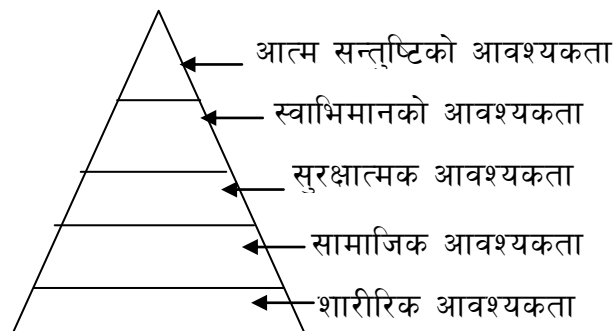 आत्म सन्तुष्टिको आवश्यकता
स्वाभिमानको आवश्यकता
सुरक्षात्मक आवश्यकता
सामाजिक आवश्यकता
शारीरिक आवश्यकता